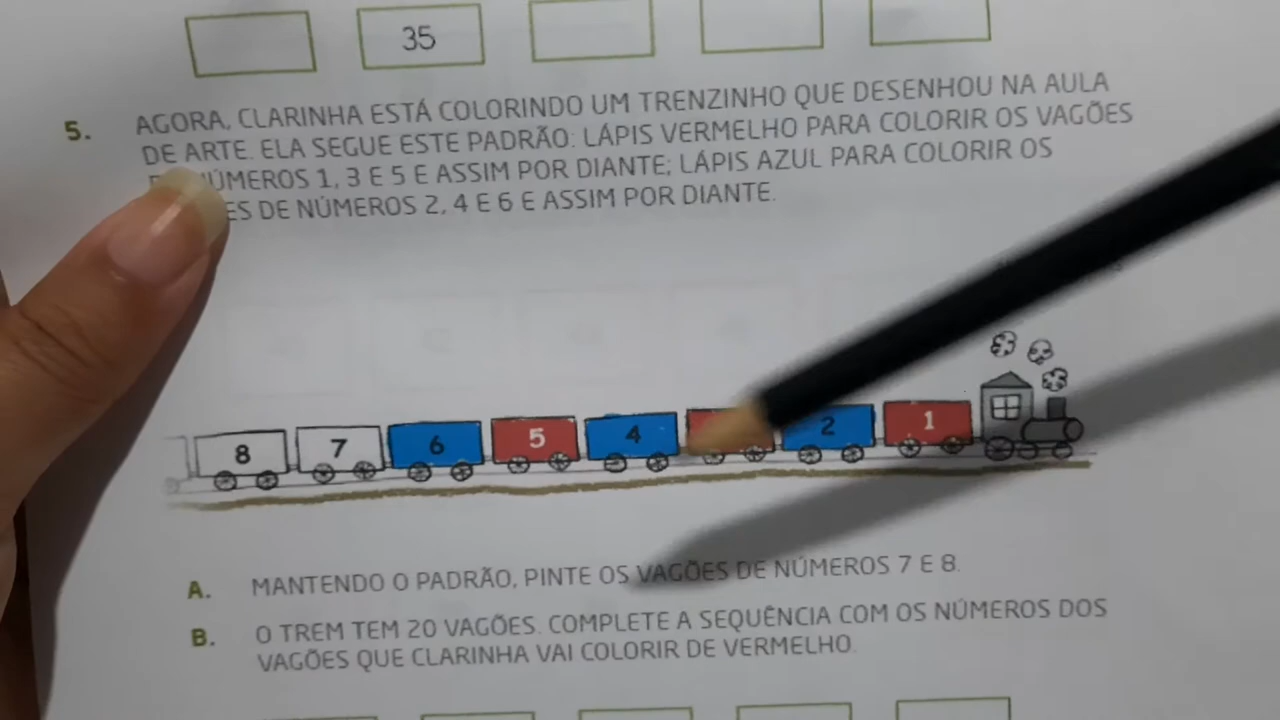 35
5. AGORA, CLARINHA ESTÁ COLORINDO UM TRENZINHO QUE DESENHOU NA AULA
DE ARTE. ELA SEGUE ESTE PADRÃO: LÁPIS VERMELHO PARA COLORIR OS VAGÕES
NÚMEROS 1, 3 E 5 E ASSIM POR DIANTE; LÁPIS AZUL PARA COLORIR OS
DE NÚMEROS 2, 4 E 6 E ASSIM POR DIANTE.
8 7 6 5 4 2 1
A. MANTENDO O PADRÃO, PINTE OS VAGÕES DE NÚMEROS 7 E 8.
B. O TREM TEM 20 VAGÕES. COMPLETE A SEQUÊNCIA COM OS NÚMEROS DOS
VAGÕES QUE CLARINHA VAI COLORIR DE VERMELHO.